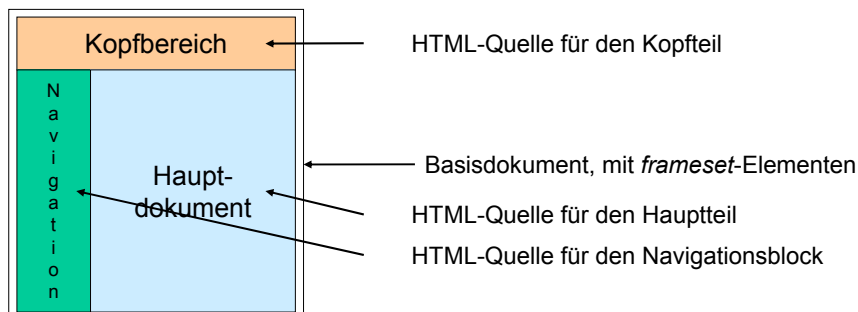 Kopfbereich
HTML-Quelle für den Kopfteil
Navigation
Haupt-
dokument
Basisdokument, mit frameset-Elementen
HTML-Quelle für den Hauptteil
HTML-Quelle für den Navigationsblock